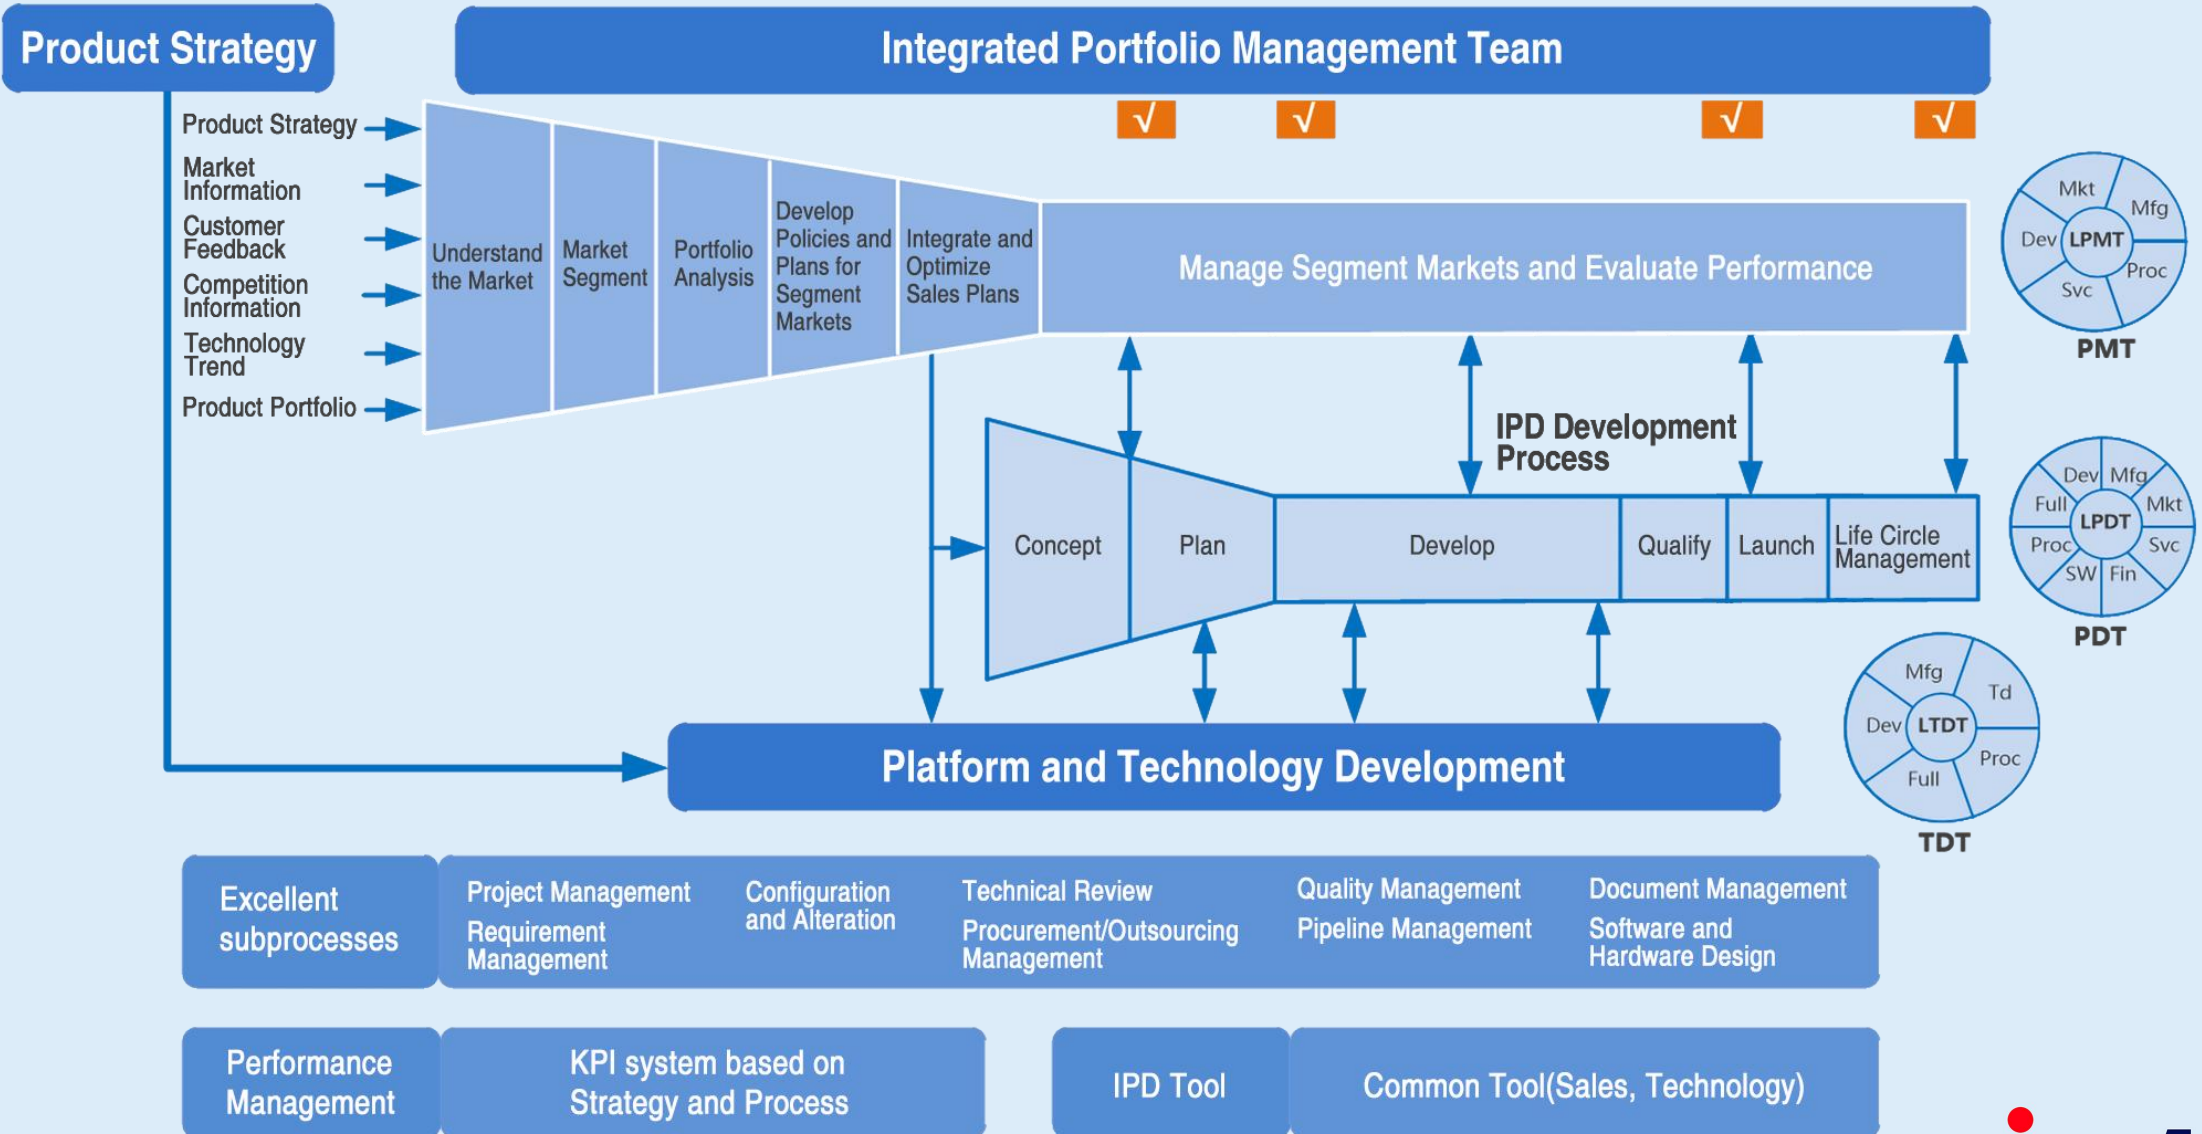 Product Strategy
Integrated Portfolio Management Team
√ √ √ √
Product Strategy
Market
Information
Customer
Feedback
Competition
Information
Technology
Trend
Product Portfolio
Understand
the Market
Market
Segment
Portfolio
Analysis
Develop
Policies and
Plans for
Segment
Markets
Integrate and
Optimize
Sales Plans
Manage Segment Markets and Evaluate Performance
Mkt
Mfg
Dev
LPMT
Proc
Svc
PMT
IPD Development
Process
Concept
Plan
Develop
Qualify
Launch
Life Circle
Management
Dev
Mfg
Full
Mkt
LPDT
Proc
Svc
SW
Fin
PDT
Mfg
Td
Dev
LTDT
Proc
Full
TDT
Platform and Technology Development
Excellent
subprocesses
Project Management
Requirement
Management
Configuration
and Alteration
Technical Review
Procurement/Outsourcing
Management
Quality Management
Pipeline Management
Document Management
Software and
Hardware Design
Performance
Management
KPI system based on
Strategy and Process
IPD Tool
Common Tool(Sales, Technology)